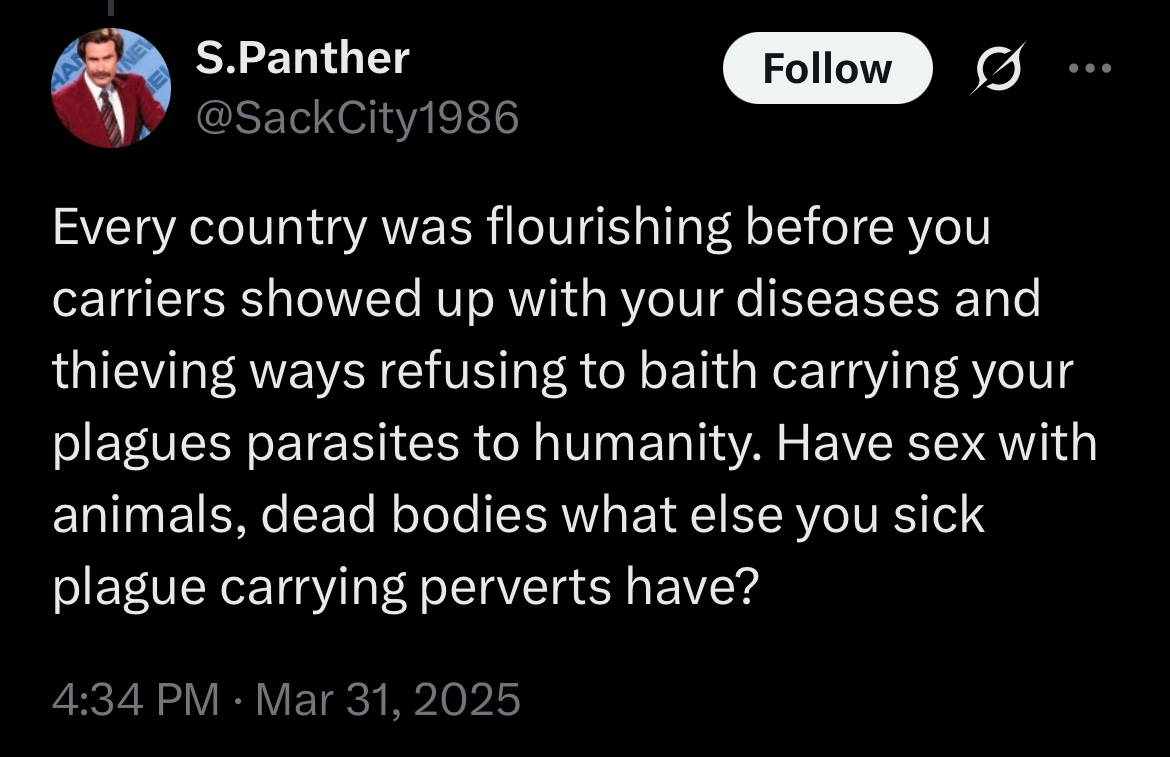 S.Panther
@SackCity1986
Follow
Every country was flourishing before you
carriers showed up with your diseases and
thieving ways refusing to baith carrying your
plagues parasites to humanity. Have sex with
animals, dead bodies what else you sick
plague carrying perverts have?
4:34 PM · Mar 31, 2025